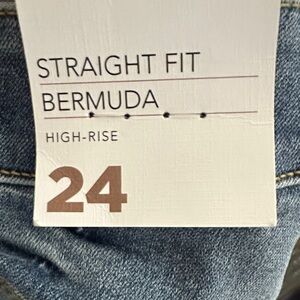 STRAIGHT FIT
BERMUDA
HIGH-RISE
24